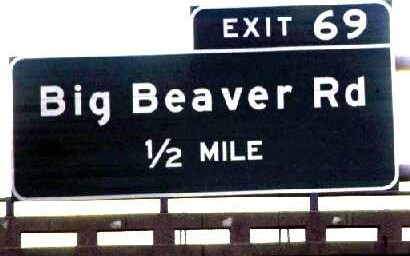 EXIT 69
Big Beaver Rd
½ MILE